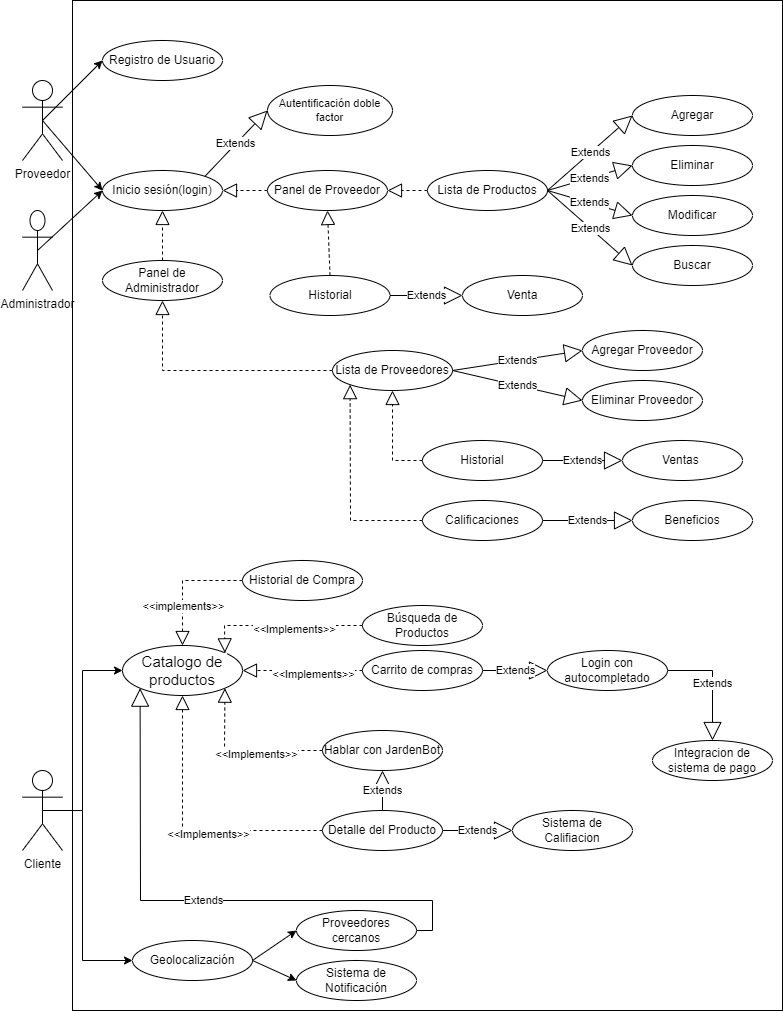 Registro de Usuario
Autentificación doble
factor
Agregar
Extends
Extends
Eliminar
Proveedor
Inicio sesión(login)
Panel de Proveedor
Lista de Productos
Extends
Extends
Modificar
Extends
Buscar
Panel de
Administrador
Administrador
Historial
Extends
Venta
Lista de Proveedores
Extends
Agregar Proveedor
Extends
Eliminar Proveedor
Historial
Extends
Ventas
Calificaciones
Extends
Beneficios
Historial de Compra
<<implements>>
Búsqueda de
Productos
<<Implements>>
Catalogo de
productos
<<Implements>>
Carrito de compras
Extends
Login con
autocompletado
Extends
<<Implements>>
Hablar con JardenBot
Integracion de
sistema de pago
Extends
<<Implements>>
Detalle del Producto
Extends
Sistema de
Califiacion
Cliente
Extends
Proveedores
cercanos
Geolocalización
Sistema de
Notificación